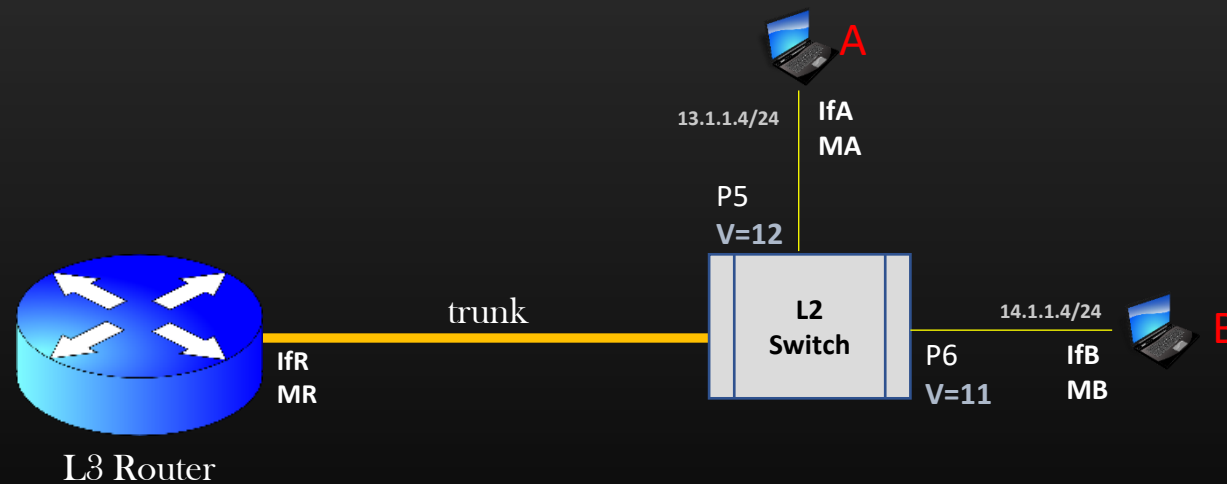 A
13.1.1.4/24
IfA
MA
P5
V=12
trunk
L2
Switch
14.1.1.4/24
IfR
MR
P6
V=11
IfB
MB
L3 Router